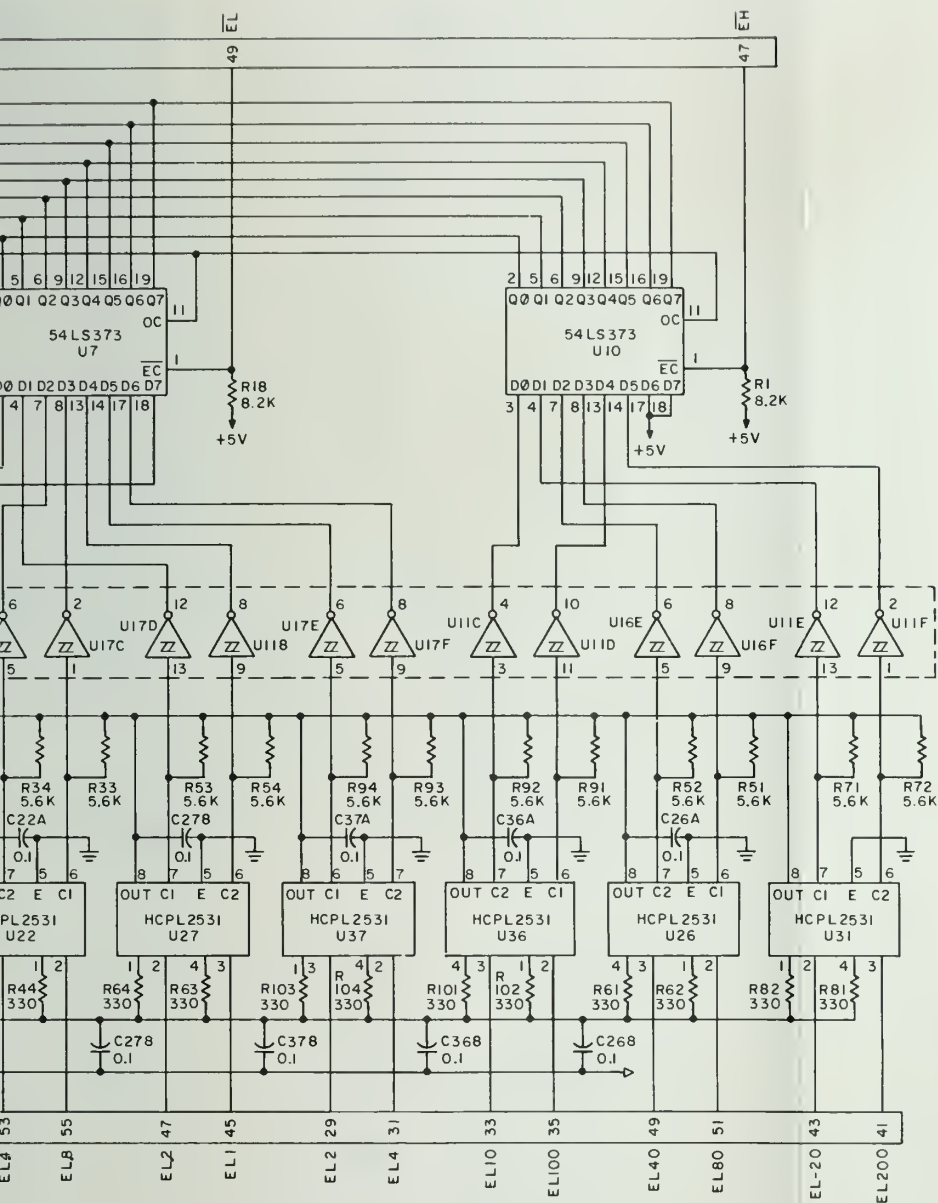 49 EL
47 EH
5 6 9 12 15 16 19
Q0 Q1 Q2 Q3 Q4 Q5 Q6 Q7
11
OC
54LS373
U7
EC
1
D0 D1 D2 D3 D4 D5 D6 D7
4 7 8 13 14 17 18
R18
8.2K
+5V
2 5 6 9 12 15 16 19
Q0 Q1 Q2 Q3 Q4 Q5 Q6 Q7
11
OC
54LS373
U10
EC
1
D0 D1 D2 D3 D4 D5 D6 D7
3 4 7 8 13 14 17 18
+5V
R1
8.2K
+5V
6 2 12 8 6 8 4 10 6 8 12 2
U17C U17D U118 U17E U17F U11C U11D U16E U16F U11E U11F
5 1 13 9 5 9 3 11 5 9 13 1
R34 R33 R53 R54 R94 R93 R92 R91 R52 R51 R71 R72
5.6K 5.6K 5.6K 5.6K 5.6K 5.6K 5.6K 5.6K 5.6K 5.6K 5.6K 5.6K
C22A C278 C37A C36A C26A
0.1 0.1 0.1 0.1 0.1
7 5 6 8 7 5 6 8 7 5 6 8 7 5 6 8 7 5 6 8 7 5 6
C2 E C1 OUT C1 E C2 OUT C1 E C2 OUT C2 E C1 OUT C2 E C1 OUT C1 E C2
PL2531 HCPL2531 HCPL2531 HCPL2531 HCPL2531 HCPL2531
U22 U27 U37 U36 U26 U31
1 2 1 2 4 3 1 3 4 2 4 3 1 2 4 3 1 2 1 2 4 3
R44 R64 R63 R103 R104 R101 R102 R61 R62 R82 R81
330 330 330 330 330 330 330 330 330 330 330
C278 C378 C368 C268
0.1 0.1 0.1 0.1
53 55 47 45 29 31 33 35 49 51 43 41
EL8 EL2 EL1 EL2 EL4 EL10 EL100 EL40 EL80 EL-20 EL200